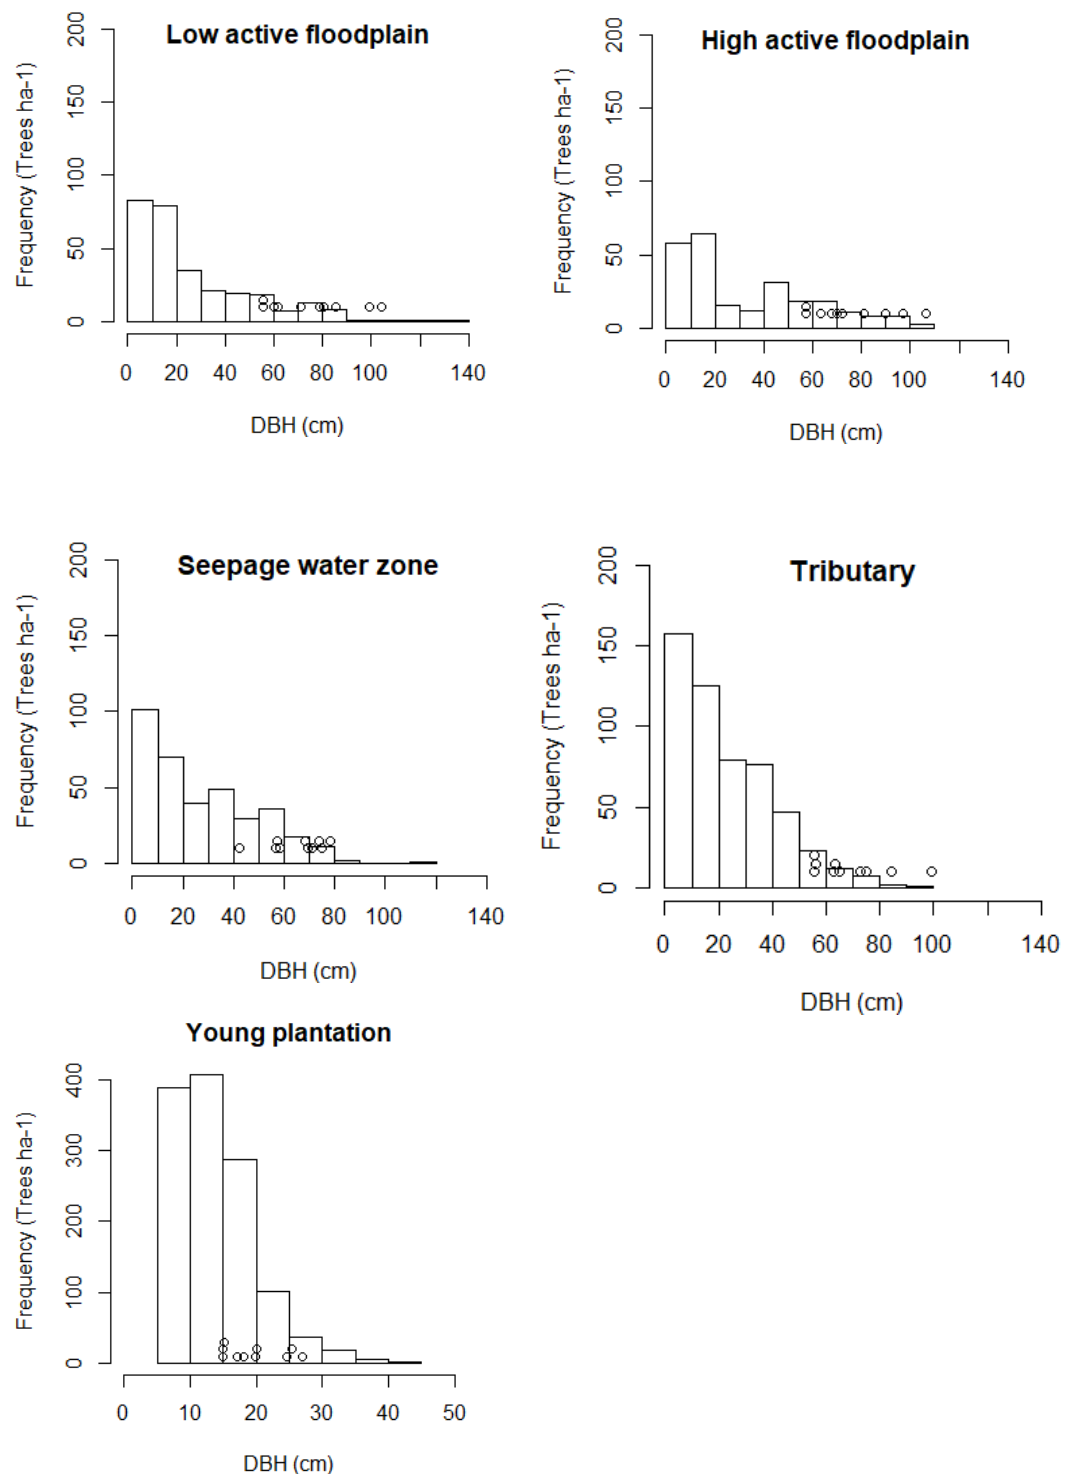 Low active floodplain
Frequency (Trees ha-1)
200
150
100
50
0
0 20 40 60 80 100 140
DBH (cm)
High active floodplain
Frequency (Trees ha-1)
200
150
100
50
0
0 20 40 60 80 100 140
DBH (cm)
Seepage water zone
Frequency (Trees ha-1)
200
150
100
50
0
0 20 40 60 80 100 140
DBH (cm)
Tributary
Frequency (Trees ha-1)
200
150
100
50
0
0 20 40 60 80 100 140
DBH (cm)
Young plantation
Frequency (Trees ha-1)
400
300
200
100
0
0 10 20 30 40 50
DBH (cm)